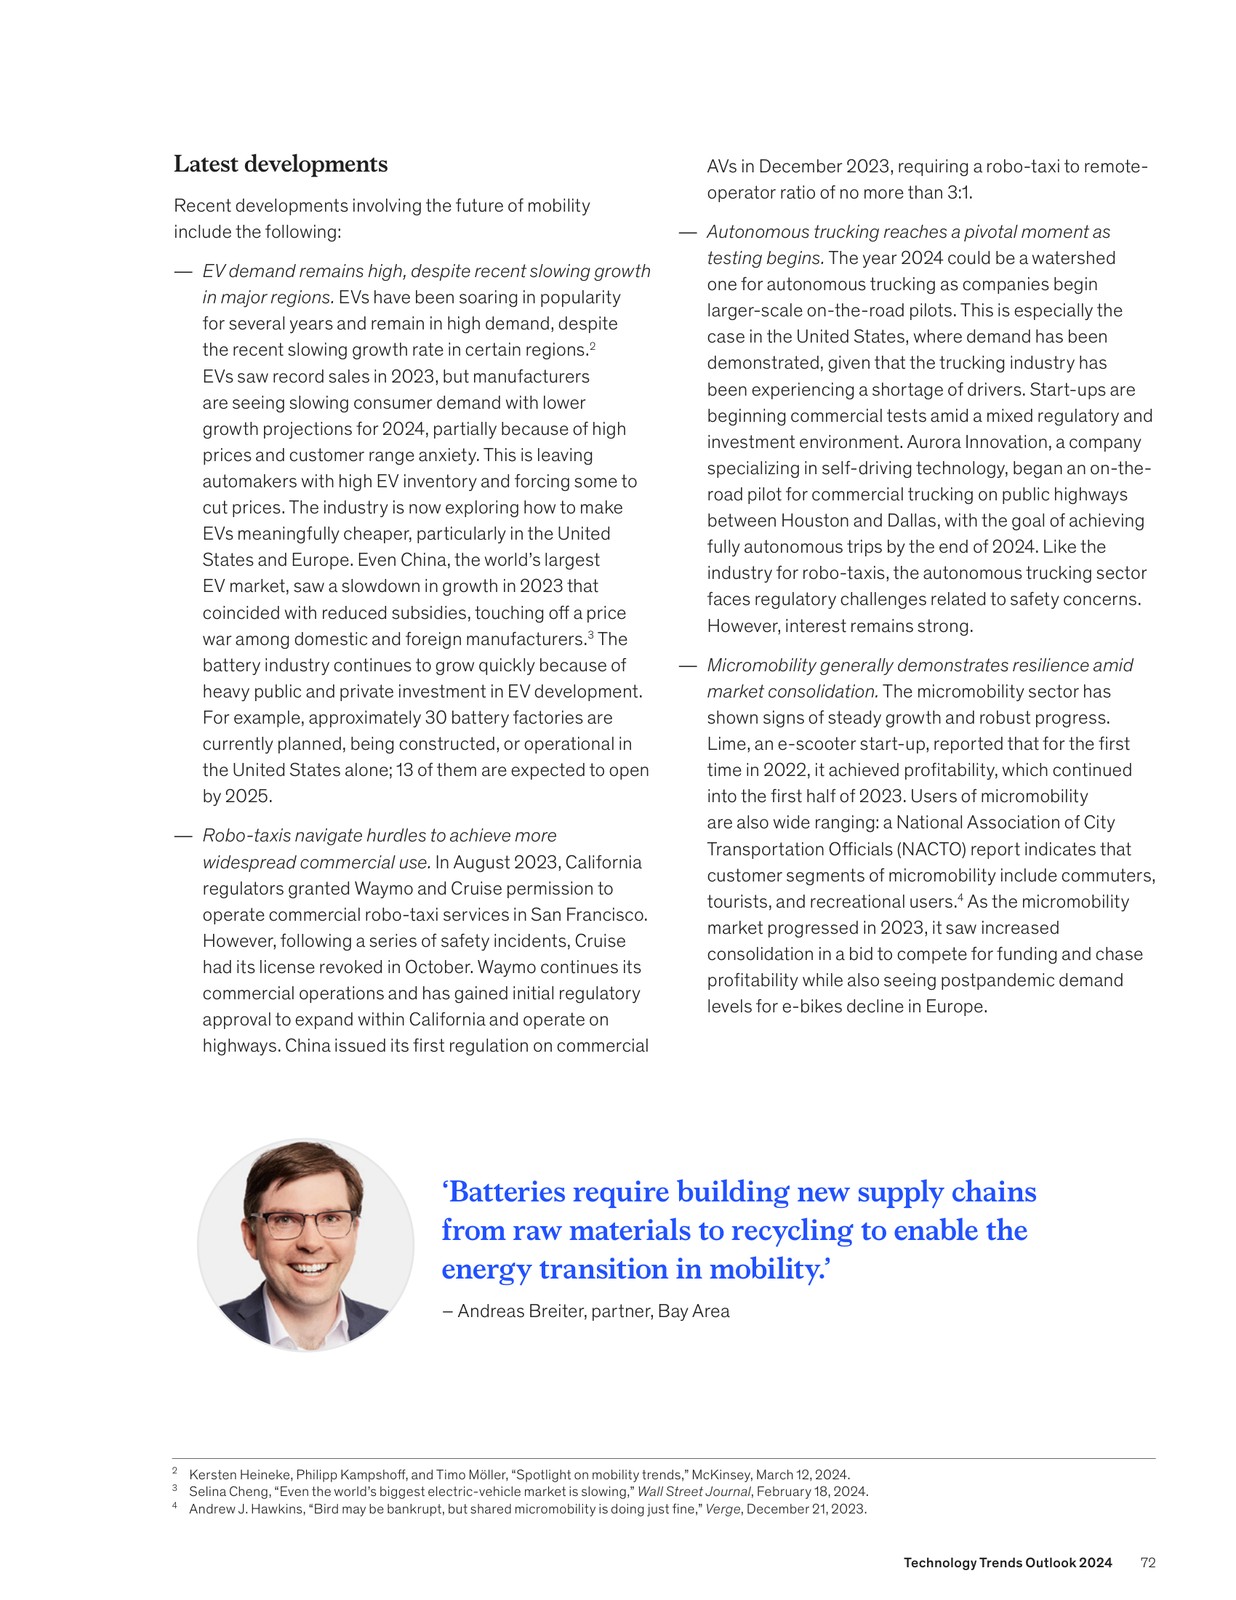 Latest developments
Recent developments involving the future of mobility
include the following:
— EV demand remains high, despite recent slowing growth
in major regions. EVs have been soaring in popularity
for several years and remain in high demand, despite
the recent slowing growth rate in certain regions.2
EVs saw record sales in 2023, but manufacturers
are seeing slowing consumer demand with lower
growth projections for 2024, partially because of high
prices and customer range anxiety. This is leaving
automakers with high EV inventory and forcing some to
cut prices. The industry is now exploring how to make
EVs meaningfully cheaper, particularly in the United
States and Europe. Even China, the world’s largest
EV market, saw a slowdown in growth in 2023 that
coincided with reduced subsidies, touching off a price
war among domestic and foreign manufacturers.3 The
battery industry continues to grow quickly because of
heavy public and private investment in EV development.
For example, approximately 30 battery factories are
currently planned, being constructed, or operational in
the United States alone; 13 of them are expected to open
by 2025.
— Robo-taxis navigate hurdles to achieve more
widespread commercial use. In August 2023, California
regulators granted Waymo and Cruise permission to
operate commercial robo-taxi services in San Francisco.
However, following a series of safety incidents, Cruise
had its license revoked in October. Waymo continues its
commercial operations and has gained initial regulatory
approval to expand within California and operate on
highways. China issued its first regulation on commercial
AVs in December 2023, requiring a robo-taxi to remote-
operator ratio of no more than 3:1.
— Autonomous trucking reaches a pivotal moment as
testing begins. The year 2024 could be a watershed
one for autonomous trucking as companies begin
larger-scale on-the-road pilots. This is especially the
case in the United States, where demand has been
demonstrated, given that the trucking industry has
been experiencing a shortage of drivers. Start-ups are
beginning commercial tests amid a mixed regulatory and
investment environment. Aurora Innovation, a company
specializing in self-driving technology, began an on-the-
road pilot for commercial trucking on public highways
between Houston and Dallas, with the goal of achieving
fully autonomous trips by the end of 2024. Like the
industry for robo-taxis, the autonomous trucking sector
faces regulatory challenges related to safety concerns.
However, interest remains strong.
— Micromobility generally demonstrates resilience amid
market consolidation. The micromobility sector has
shown signs of steady growth and robust progress.
Lime, an e-scooter start-up, reported that for the first
time in 2022, it achieved profitability, which continued
into the first half of 2023. Users of micromobility
are also wide ranging: a National Association of City
Transportation Officials (NACTO) report indicates that
customer segments of micromobility include commuters,
tourists, and recreational users.4 As the micromobility
market progressed in 2023, it saw increased
consolidation in a bid to compete for funding and chase
profitability while also seeing postpandemic demand
levels for e-bikes decline in Europe.
‘Batteries require building new supply chains
from raw materials to recycling to enable the
energy transition in mobility.’
– Andreas Breiter, partner, Bay Area
2 Kersten Heineke, Philipp Kampshoff, and Timo Möller, “Spotlight on mobility trends,” McKinsey, March 12, 2024.
3 Selina Cheng, “Even the world’s biggest electric-vehicle market is slowing,” Wall Street Journal, February 18, 2024.
4 Andrew J. Hawkins, “Bird may be bankrupt, but shared micromobility is doing just fine,” Verge, December 21, 2023.
Technology Trends Outlook 2024 72